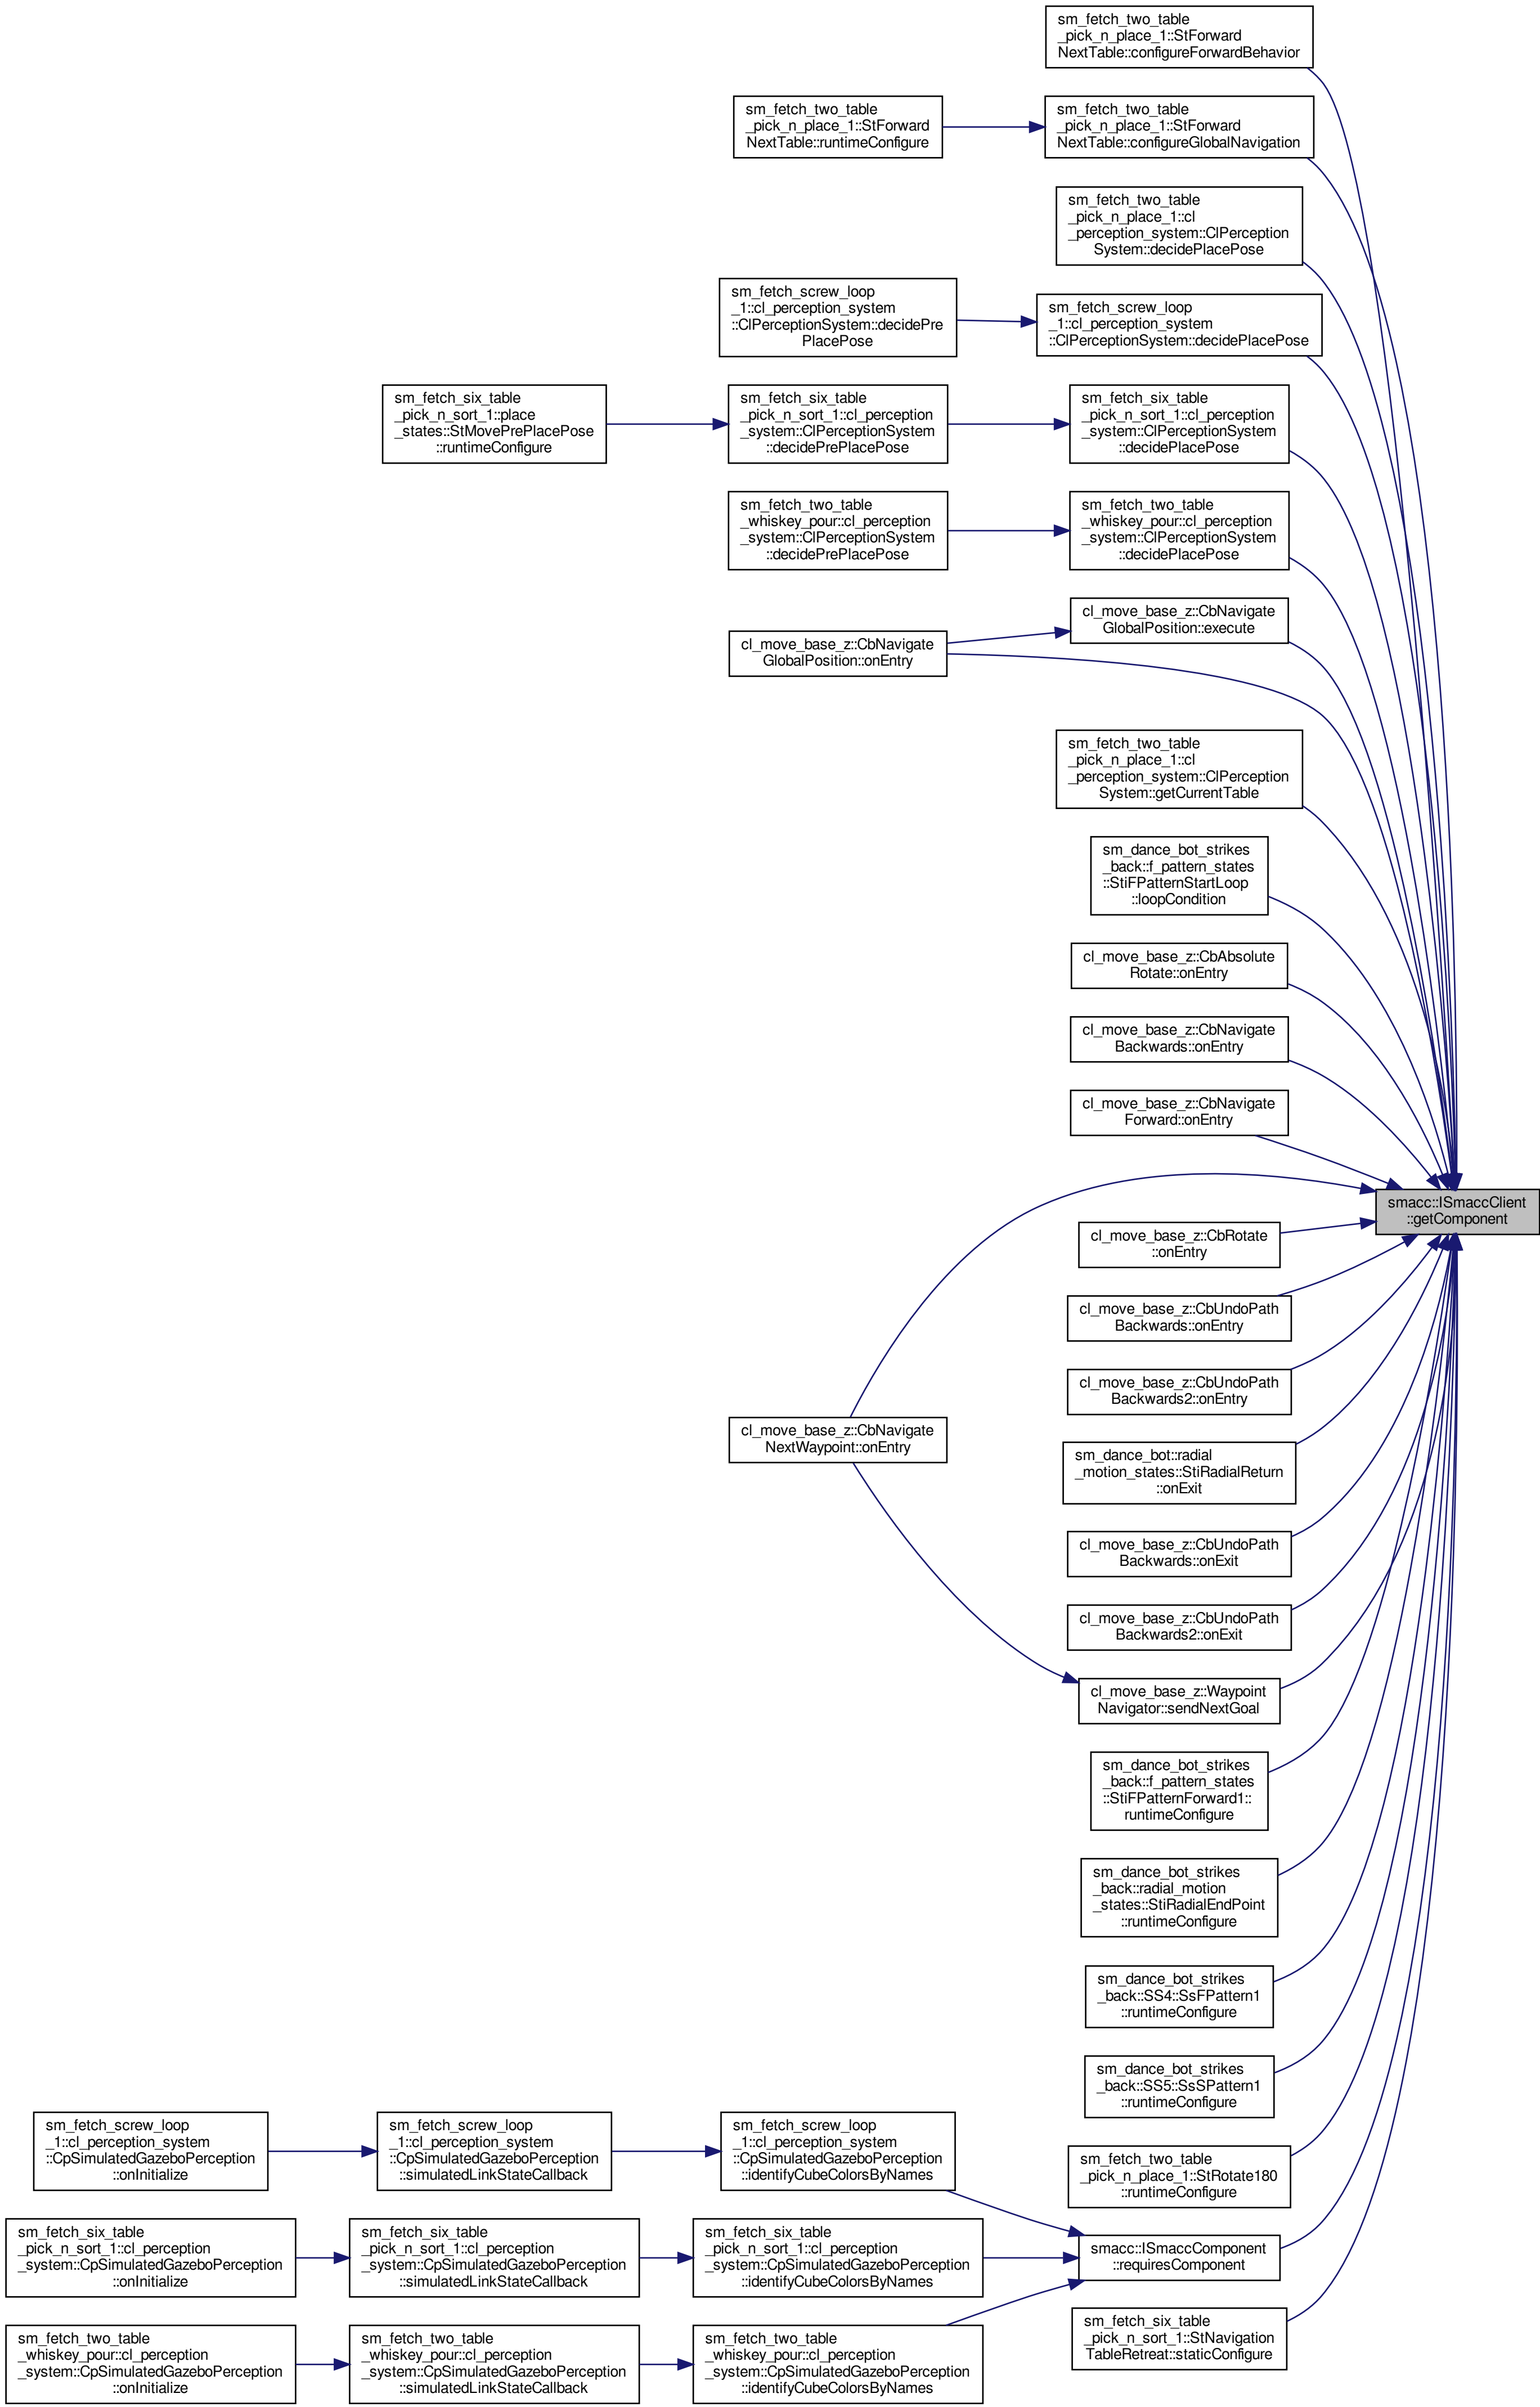 sm_fetch_two_table
_pick_n_place_1::StForward
NextTable::configureForwardBehavior
sm_fetch_two_table
_pick_n_place_1::StForward
NextTable::runtimeConfigure
sm_fetch_two_table
_pick_n_place_1::StForward
NextTable::configureGlobalNavigation
sm_fetch_two_table
_pick_n_place_1::cl
_perception_system::ClPerception
System::decidePlacePose
sm_fetch_screw_loop
_1::cl_perception_system
::ClPerceptionSystem::decidePre
PlacePose
sm_fetch_screw_loop
_1::cl_perception_system
::ClPerceptionSystem::decidePlacePose
sm_fetch_six_table
_pick_n_sort_1::place
_states::StMovePrePlacePose
::runtimeConfigure
sm_fetch_six_table
_pick_n_sort_1::cl_perception
_system::ClPerceptionSystem
::decidePrePlacePose
sm_fetch_six_table
_pick_n_sort_1::cl_perception
_system::ClPerceptionSystem
::decidePlacePose
sm_fetch_two_table
_whiskey_pour::cl_perception
_system::ClPerceptionSystem
::decidePrePlacePose
sm_fetch_two_table
_whiskey_pour::cl_perception
_system::ClPerceptionSystem
::decidePlacePose
cl_move_base_z::CbNavigate
GlobalPosition::execute
cl_move_base_z::CbNavigate
GlobalPosition::onEntry
sm_fetch_two_table
_pick_n_place_1::cl
_perception_system::ClPerception
System::getCurrentTable
sm_dance_bot_strikes
_back::f_pattern_states
::StiFPatternStartLoop
::loopCondition
cl_move_base_z::CbAbsolute
Rotate::onEntry
cl_move_base_z::CbNavigate
Backwards::onEntry
cl_move_base_z::CbNavigate
Forward::onEntry
smacc::ISmaccClient
::getComponent
cl_move_base_z::CbRotate
::onEntry
cl_move_base_z::CbUndoPath
Backwards::onEntry
cl_move_base_z::CbUndoPath
Backwards2::onEntry
cl_move_base_z::CbNavigate
NextWaypoint::onEntry
sm_dance_bot::radial
_motion_states::StiRadialReturn
::onExit
cl_move_base_z::CbUndoPath
Backwards::onExit
cl_move_base_z::CbUndoPath
Backwards2::onExit
cl_move_base_z::Waypoint
Navigator::sendNextGoal
sm_dance_bot_strikes
_back::f_pattern_states
::StiFPatternForward1::
runtimeConfigure
sm_dance_bot_strikes
_back::radial_motion
_states::StiRadialEndPoint
::runtimeConfigure
sm_dance_bot_strikes
_back::SS4::SsFPattern1
::runtimeConfigure
sm_dance_bot_strikes
_back::SS5::SsSPattern1
::runtimeConfigure
sm_fetch_screw_loop
_1::cl_perception_system
::CpSimulatedGazeboPerception
::onInitialize
sm_fetch_screw_loop
_1::cl_perception_system
::CpSimulatedGazeboPerception
::simulatedLinkStateCallback
sm_fetch_screw_loop
_1::cl_perception_system
::CpSimulatedGazeboPerception
::identifyCubeColorsByNames
sm_fetch_two_table
_pick_n_place_1::StRotate180
::runtimeConfigure
sm_fetch_six_table
_pick_n_sort_1::cl_perception
_system::CpSimulatedGazeboPerception
::onInitialize
sm_fetch_six_table
_pick_n_sort_1::cl_perception
_system::CpSimulatedGazeboPerception
::simulatedLinkStateCallback
sm_fetch_six_table
_pick_n_sort_1::cl_perception
_system::CpSimulatedGazeboPerception
::identifyCubeColorsByNames
smacc::ISmaccComponent
::requiresComponent
sm_fetch_two_table
_whiskey_pour::cl_perception
_system::CpSimulatedGazeboPerception
::onInitialize
sm_fetch_two_table
_whiskey_pour::cl_perception
_system::CpSimulatedGazeboPerception
::simulatedLinkStateCallback
sm_fetch_two_table
_whiskey_pour::cl_perception
_system::CpSimulatedGazeboPerception
::identifyCubeColorsByNames
sm_fetch_six_table
_pick_n_sort_1::StNavigation
TableRetreat::staticConfigure